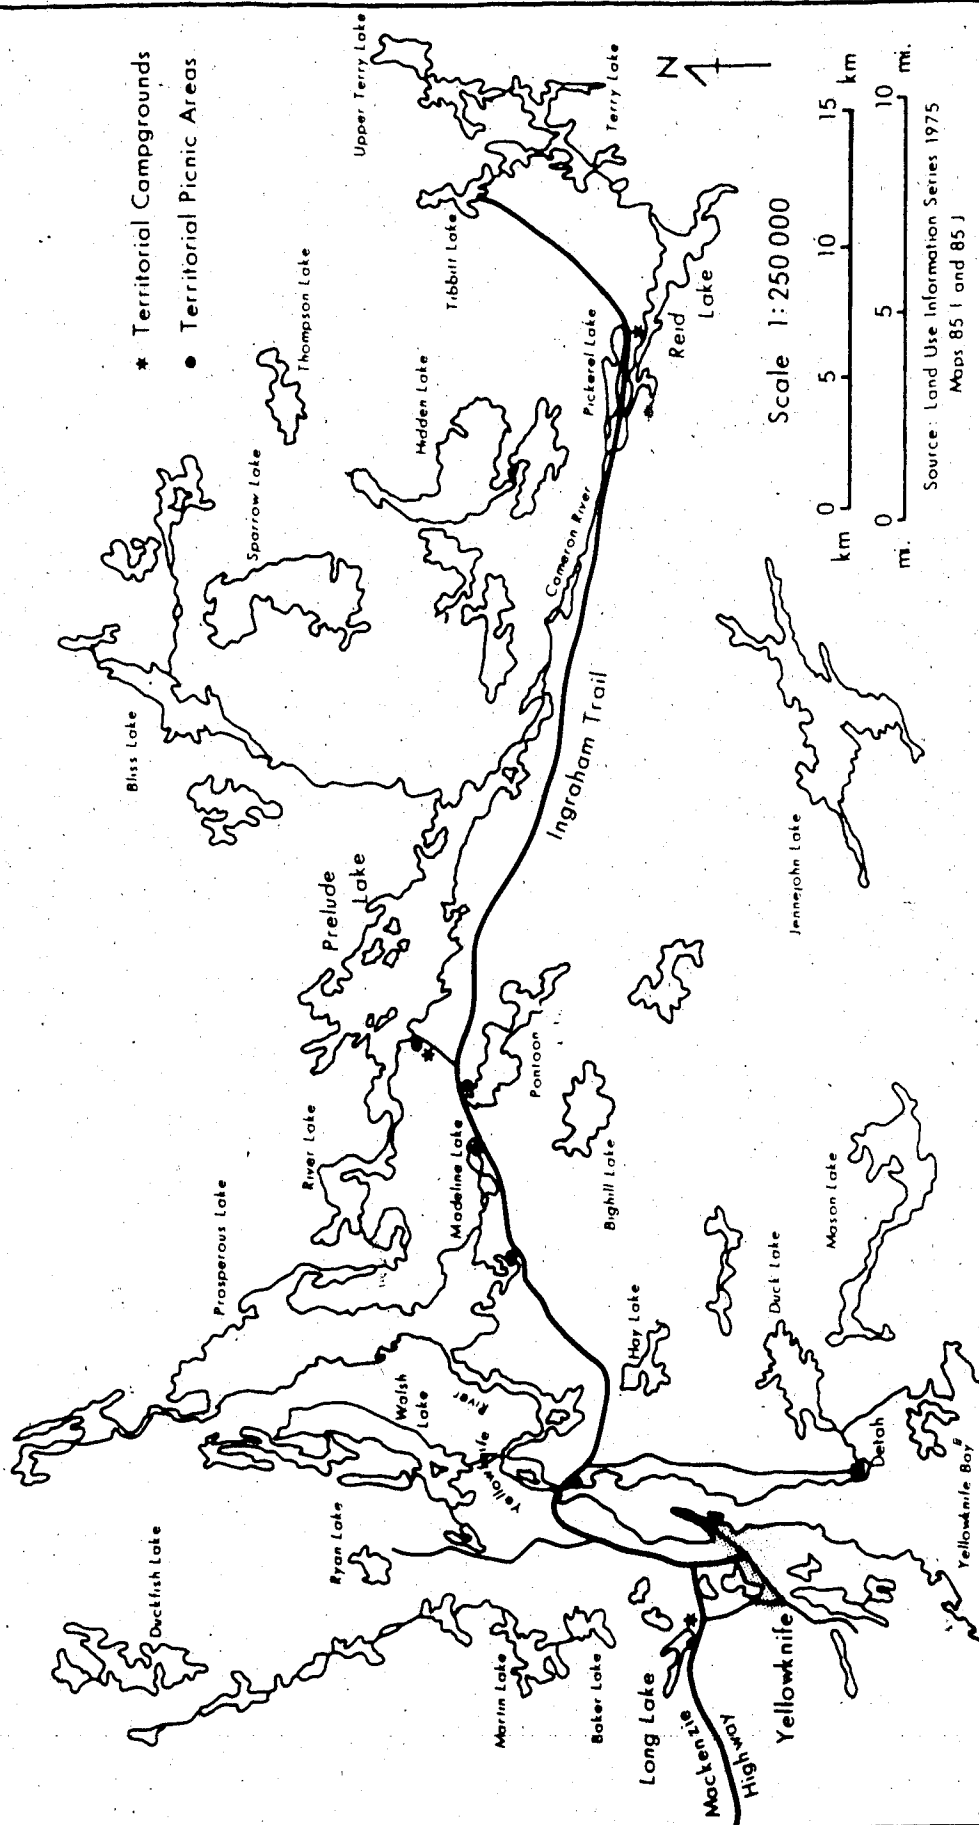 * Territorial Campgrounds
● Territorial Picnic Areas
Upper Terry Lake
Terry Lake
N
Tibbitt Lake
Thompson Lake
Hidden Lake
Pickerel Lake
Reid
Lake
Sparrow Lake
Cameron River
Bliss Lake
Ingraham Trail
Jennejohn Lake
Prelude
Lake
Pontoon
River Lake
Madeline Lake
Bighill Lake
Prosperous Lake
Mason Lake
Duck Lake
Hay Lake
Walsh
Lake
Yellowknife
River
Detah
Yellowknife Bay
Ryan Lake
Duckfish Lake
Martin Lake
Baker Lake
Long Lake
Mackenzie
Highway
Yellowknife
Scale 1:250 000
km 0 5 10 15 km
mi. 0 5 10 mi.
Source: Land Use Information Series 1975
Maps 85 I and 85 J